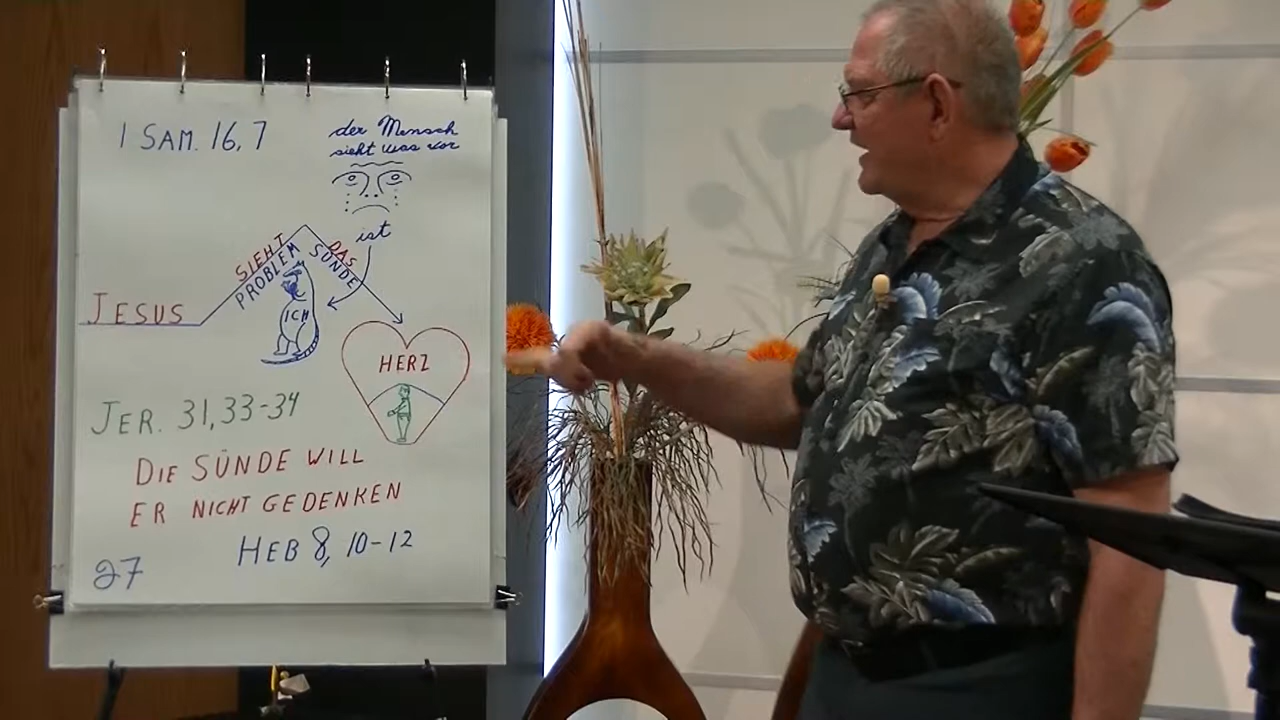 1 SAM. 16,7
der Mensch
sieht was vor
ist
SIEHT DAS
PROBLEM SÜNDE
JESUS
ICH
HERZ
JER. 31,33-34
DIE SÜNDE WILL
ER NICHT GEDENKEN
HEB 8, 10-12
27